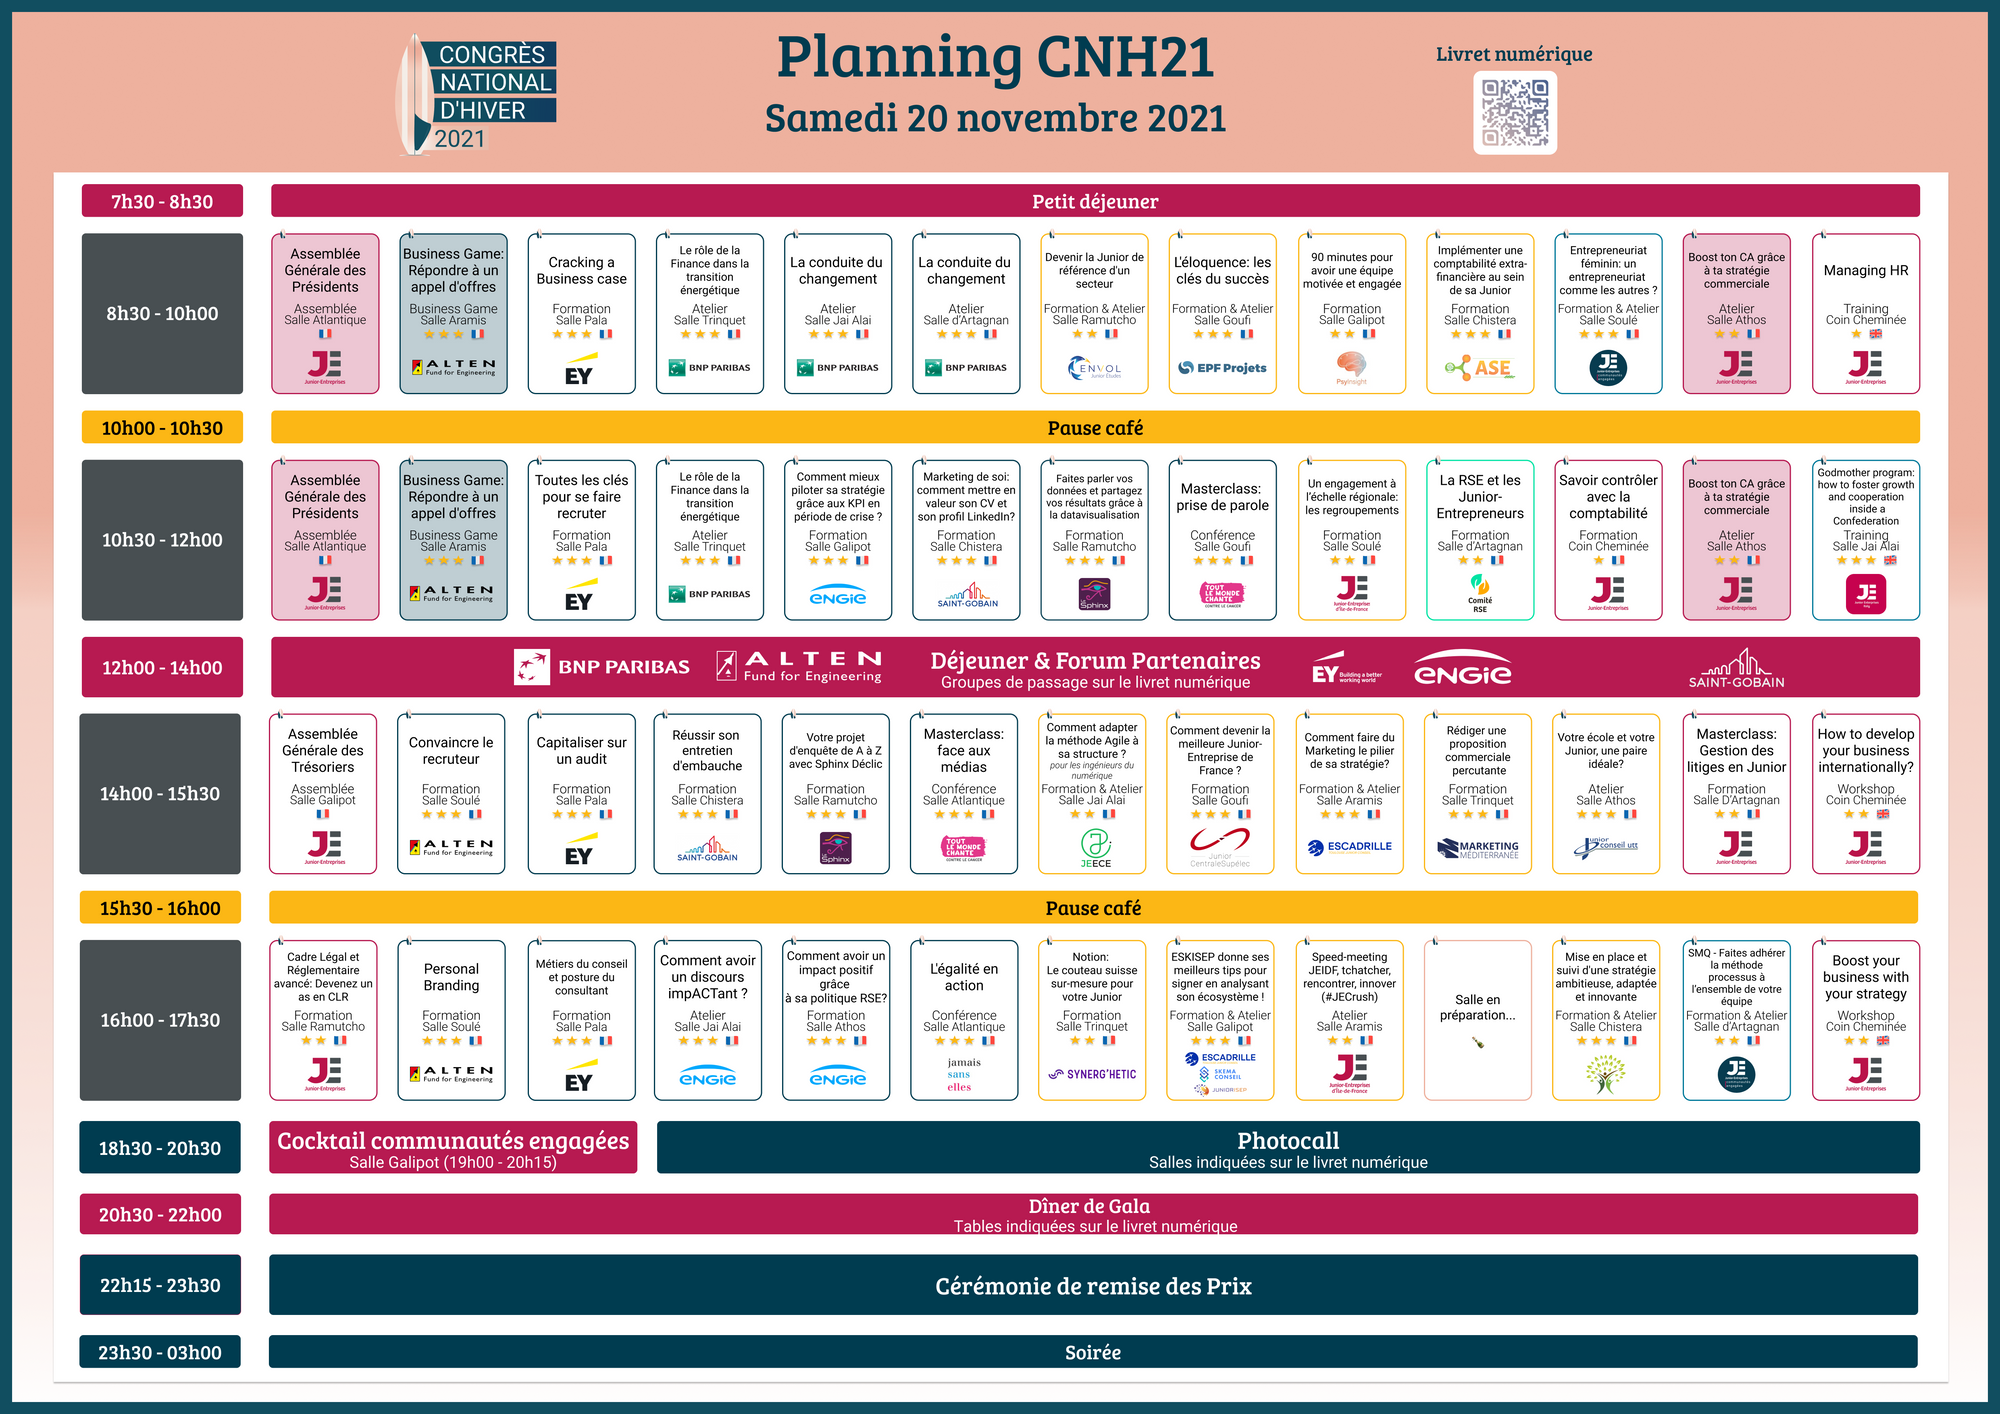 CONGRÈS
NATIONAL
D'HIVER
2021
Planning CNH21
Samedi 20 novembre 2021
Livret numérique
7h30 - 8h30
Petit déjeuner
8h30 - 10h00
Assemblée
Générale des
Présidents
Assemblée
Salle Atlantique
Junior-Entreprises
Business Game:
Répondre à un
appel d'offres
Business Game
Salle Aramis
ALTEN
Fund for Engineering
Cracking a
Business case
Formation
Salle Pala
EY
Le rôle de la
Finance dans la
transition
énergétique
Atelier
Salle Trinquet
BNP PARIBAS
La conduite du
changement
Atelier
Salle Jai Alai
BNP PARIBAS
La conduite du
changement
Atelier
Salle d'Artagnan
BNP PARIBAS
Devenir la Junior de
référence d'un
secteur
Formation & Atelier
Salle Ramutcho
ENVOL
Junior Etudes
L'éloquence: les
clés du succès
Formation & Atelier
Salle Goufi
EPF Projets
90 minutes pour
avoir une équipe
motivée et engagée
Formation
Salle Galipot
PsyInsight
Implémenter une
comptabilité extra-
financière au sein
de sa Junior
Formation
Salle Chistera
ASE
Entrepreneuriat
féminin: un
entrepreneuriat
comme les autres ?
Formation & Atelier
Salle Soulé
JE
Boost ton CA grâce
à ta stratégie
commerciale
Atelier
Salle Athos
Junior-Entreprises
Managing HR
Training
Coin Cheminée
Junior-Entreprises
10h00 - 10h30
Pause café
10h30 - 12h00
Assemblée
Générale des
Présidents
Assemblée
Salle Atlantique
Junior-Entreprises
Business Game:
Répondre à un
appel d'offres
Business Game
Salle Aramis
ALTEN
Fund for Engineering
Toutes les clés
pour se faire
recruter
Formation
Salle Pala
EY
Le rôle de la
Finance dans la
transition
énergétique
Atelier
Salle Trinquet
BNP PARIBAS
Comment mieux
piloter sa stratégie
grâce aux KPI en
période de crise ?
Formation
Salle Galipot
ENGIE
Marketing de soi:
comment mettre en
valeur son CV et
son profil LinkedIn?
Formation
Salle Chistera
SAINT-GOBAIN
Faites parler vos
données et partagez
vos résultats grâce à
la datavisualisation
Formation
Salle Ramutcho
Sphinx
Masterclass:
prise de parole
Conférence
Salle Goufi
TOUT
LE MONDE
CHANTE
CONTRE LE CANCER
Un engagement à
l'échelle régionale:
les regroupements
Formation
Salle Soulé
Junior-Entreprises
d'Île-de-France
La RSE et les
Junior-
Entrepreneurs
Formation
Salle d'Artagnan
Comité
RSE
Savoir contrôler
avec la
comptabilité
Formation
Coin Cheminée
Junior-Entreprises
Boost ton CA grâce
à ta stratégie
commerciale
Atelier
Salle Athos
Junior-Entreprises
Godmother program:
how to foster growth
and cooperation
inside a
Confederation
Training
Salle Jai Alai
JE
12h00 - 14h00
BNP PARIBAS
ALTEN
Fund for Engineering
Déjeuner & Forum Partenaires
Groupes de passage sur le livret numérique
EY Building a better
working world
ENGIE
SAINT-GOBAIN
14h00 - 15h30
Assemblée
Générale des
Trésoriers
Assemblée
Salle Galipot
Junior-Entreprises
Convaincre le
recruteur
Formation
Salle Soulé
ALTEN
Fund for Engineering
Capitaliser sur
un audit
Formation
Salle Pala
EY
Réussir son
entretien
d'embauche
Formation
Salle Chistera
SAINT-GOBAIN
Votre projet
d'enquête de A à Z
avec Sphinx Déclic
Formation
Salle Ramutcho
Sphinx
Masterclass:
face aux
médias
Conférence
Salle Atlantique
TOUT
LE MONDE
CHANTE
CONTRE LE CANCER
Comment adapter
la méthode Agile à
sa structure ?
pour les ingénieurs du
numérique
Formation & Atelier
Salle Jai Alai
JEECE
Comment devenir la
meilleure Junior-
Entreprise de
France ?
Formation
Salle Goufi
Junior
CentraleSupélec
Comment faire du
Marketing le pilier
de sa stratégie?
Formation & Atelier
Salle Aramis
ESCADRILLE
Rédiger une
proposition
commerciale
percutante
Formation
Salle Trinquet
MARKETING
MÉDITERRANÉE
Votre école et votre
Junior, une paire
idéale?
Atelier
Salle Athos
Junior
conseil utt
Masterclass:
Gestion des
litiges en Junior
Formation
Salle D'Artagnan
Junior-Entreprises
How to develop
your business
internationally?
Workshop
Coin Cheminée
Junior-Entreprises
15h30 - 16h00
Pause café
16h00 - 17h30
Cadre Légal et
Réglementaire
avancé: Devenez un
as en CLR
Formation
Salle Ramutcho
Junior-Entreprises
Personal
Branding
Formation
Salle Soulé
ALTEN
Fund for Engineering
Métiers du conseil
et posture du
consultant
Formation
Salle Pala
EY
Comment avoir
un discours
impACTant ?
Atelier
Salle Jai Alai
ENGIE
Comment avoir un
impact positif
grâce
à sa politique RSE?
Formation
Salle Athos
ENGIE
L'égalité en
action
Conférence
Salle Atlantique
jamais
sans
elles
Notion:
Le couteau suisse
sur-mesure pour
votre Junior
Formation
Salle Trinquet
SYNERG'HETIC
ESKISEP donne ses
meilleurs tips pour
signer en analysant
son écosystème !
Formation & Atelier
Salle Galipot
ESCADRILLE
SKEMA
CONSEIL
JUNIORISEP
Speed-meeting
JEIDF, tchatcher,
rencontrer, innover
(#JECrush)
Atelier
Salle Aramis
Junior-Entreprises
d'Île-de-France
Salle en
préparation...
Mise en place et
suivi d'une stratégie
ambitieuse, adaptée
et innovante
Formation & Atelier
Salle Chistera
SMQ - Faites adhérer
la méthode
processus à
l'ensemble de votre
équipe
Formation & Atelier
Salle d'Artagnan
JE
Boost your
business with
your strategy
Workshop
Coin Cheminée
Junior-Entreprises
18h30 - 20h30
Cocktail communautés engagées
Salle Galipot (19h00 - 20h15)
Photocall
Salles indiquées sur le livret numérique
20h30 - 22h00
Dîner de Gala
Tables indiquées sur le livret numérique
22h15 - 23h30
Cérémonie de remise des Prix
23h30 - 03h00
Soirée